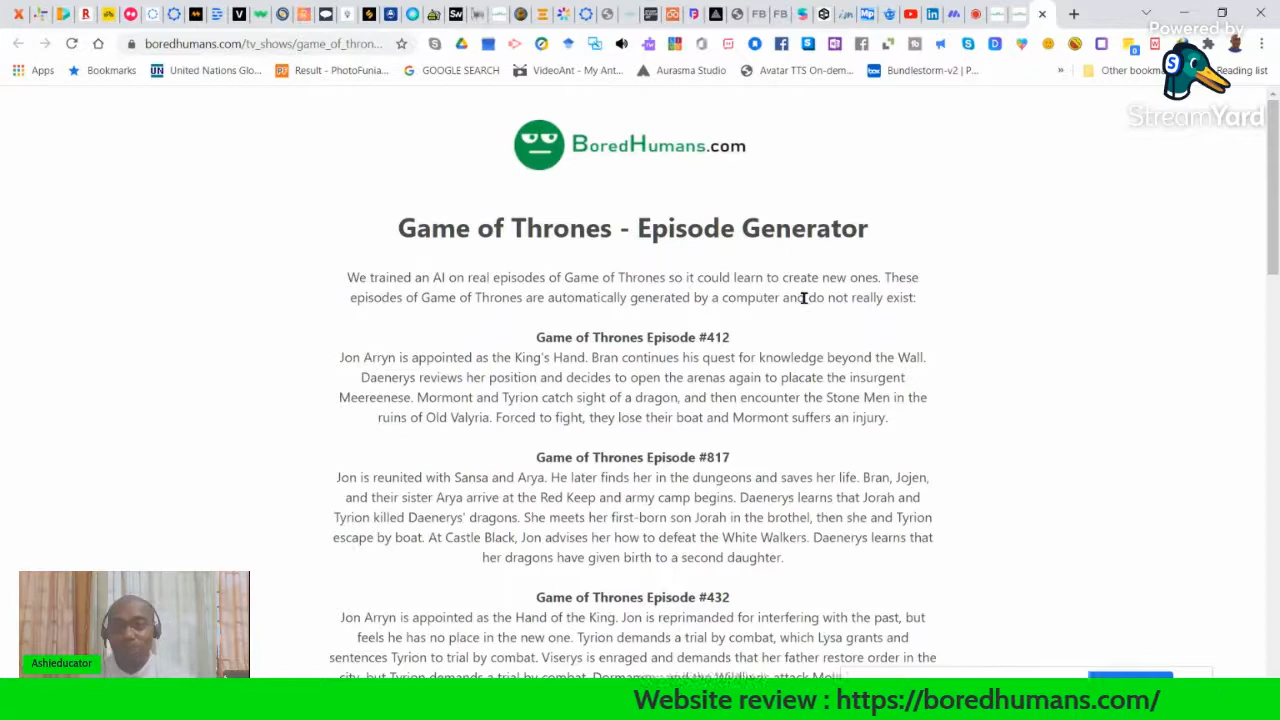 Powered by
StreamYard
boredhumans.com/tv_shows/game_of_thron...
Apps
Bookmarks
United Nations Glo...
Result - PhotoFunia...
GOOGLE SEARCH
VideoAnt - My Ant...
Aurasma Studio
Avatar TTS On-dem...
Bundlestorm-v2 | P...
»
Other bookma
Reading list
BoredHumans.com
Game of Thrones - Episode Generator
We trained an AI on real episodes of Game of Thrones so it could learn to create new ones. These
episodes of Game of Thrones are automatically generated by a computer and do not really exist:
Game of Thrones Episode #412
Jon Arryn is appointed as the King's Hand. Bran continues his quest for knowledge beyond the Wall.
Daenerys reviews her position and decides to open the arenas again to placate the insurgent
Meereenese. Mormont and Tyrion catch sight of a dragon, and then encounter the Stone Men in the
ruins of Old Valyria. Forced to fight, they lose their boat and Mormont suffers an injury.
Game of Thrones Episode #817
Jon is reunited with Sansa and Arya. He later finds her in the dungeons and saves her life. Bran, Jojen,
and their sister Arya arrive at the Red Keep and army camp begins. Daenerys learns that Jorah and
Tyrion killed Daenerys' dragons. She meets her first-born son Jorah in the brothel, then she and Tyrion
escape by boat. At Castle Black, Jon advises her how to defeat the White Walkers. Daenerys learns that
her dragons have given birth to a second daughter.
Game of Thrones Episode #432
Jon Arryn is appointed as the Hand of the King. Jon is reprimanded for interfering with the past, but
feels he has no place in the new one. Tyrion demands a trial by combat, which Lysa grants and
sentences Tyrion to trial by combat. Viserys is enraged and demands that her father restore order in the
city, but Tyrion demands a trial by combat. attack
Ashieducator
Website review : https://boredhumans.com/